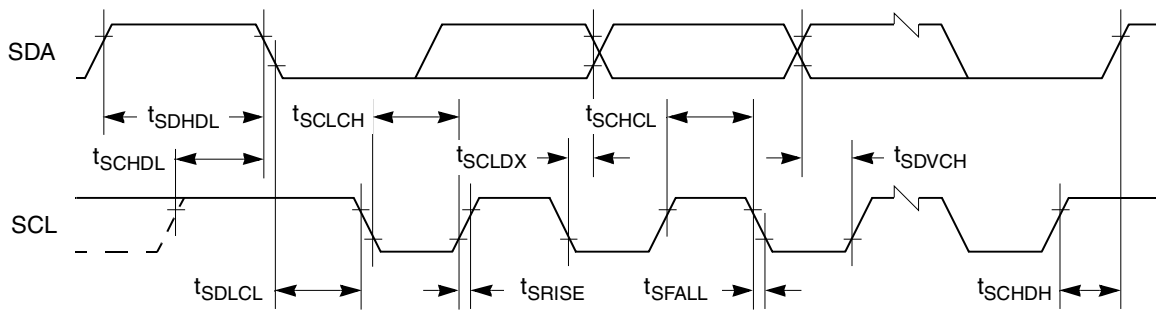 SDA
tSDHDL
tSCLCH
tSCHCL
tSCHDL
tSCLDX
tSDVCH
SCL
tSDLCL
tSRISE
tSFALL
tSCHDH